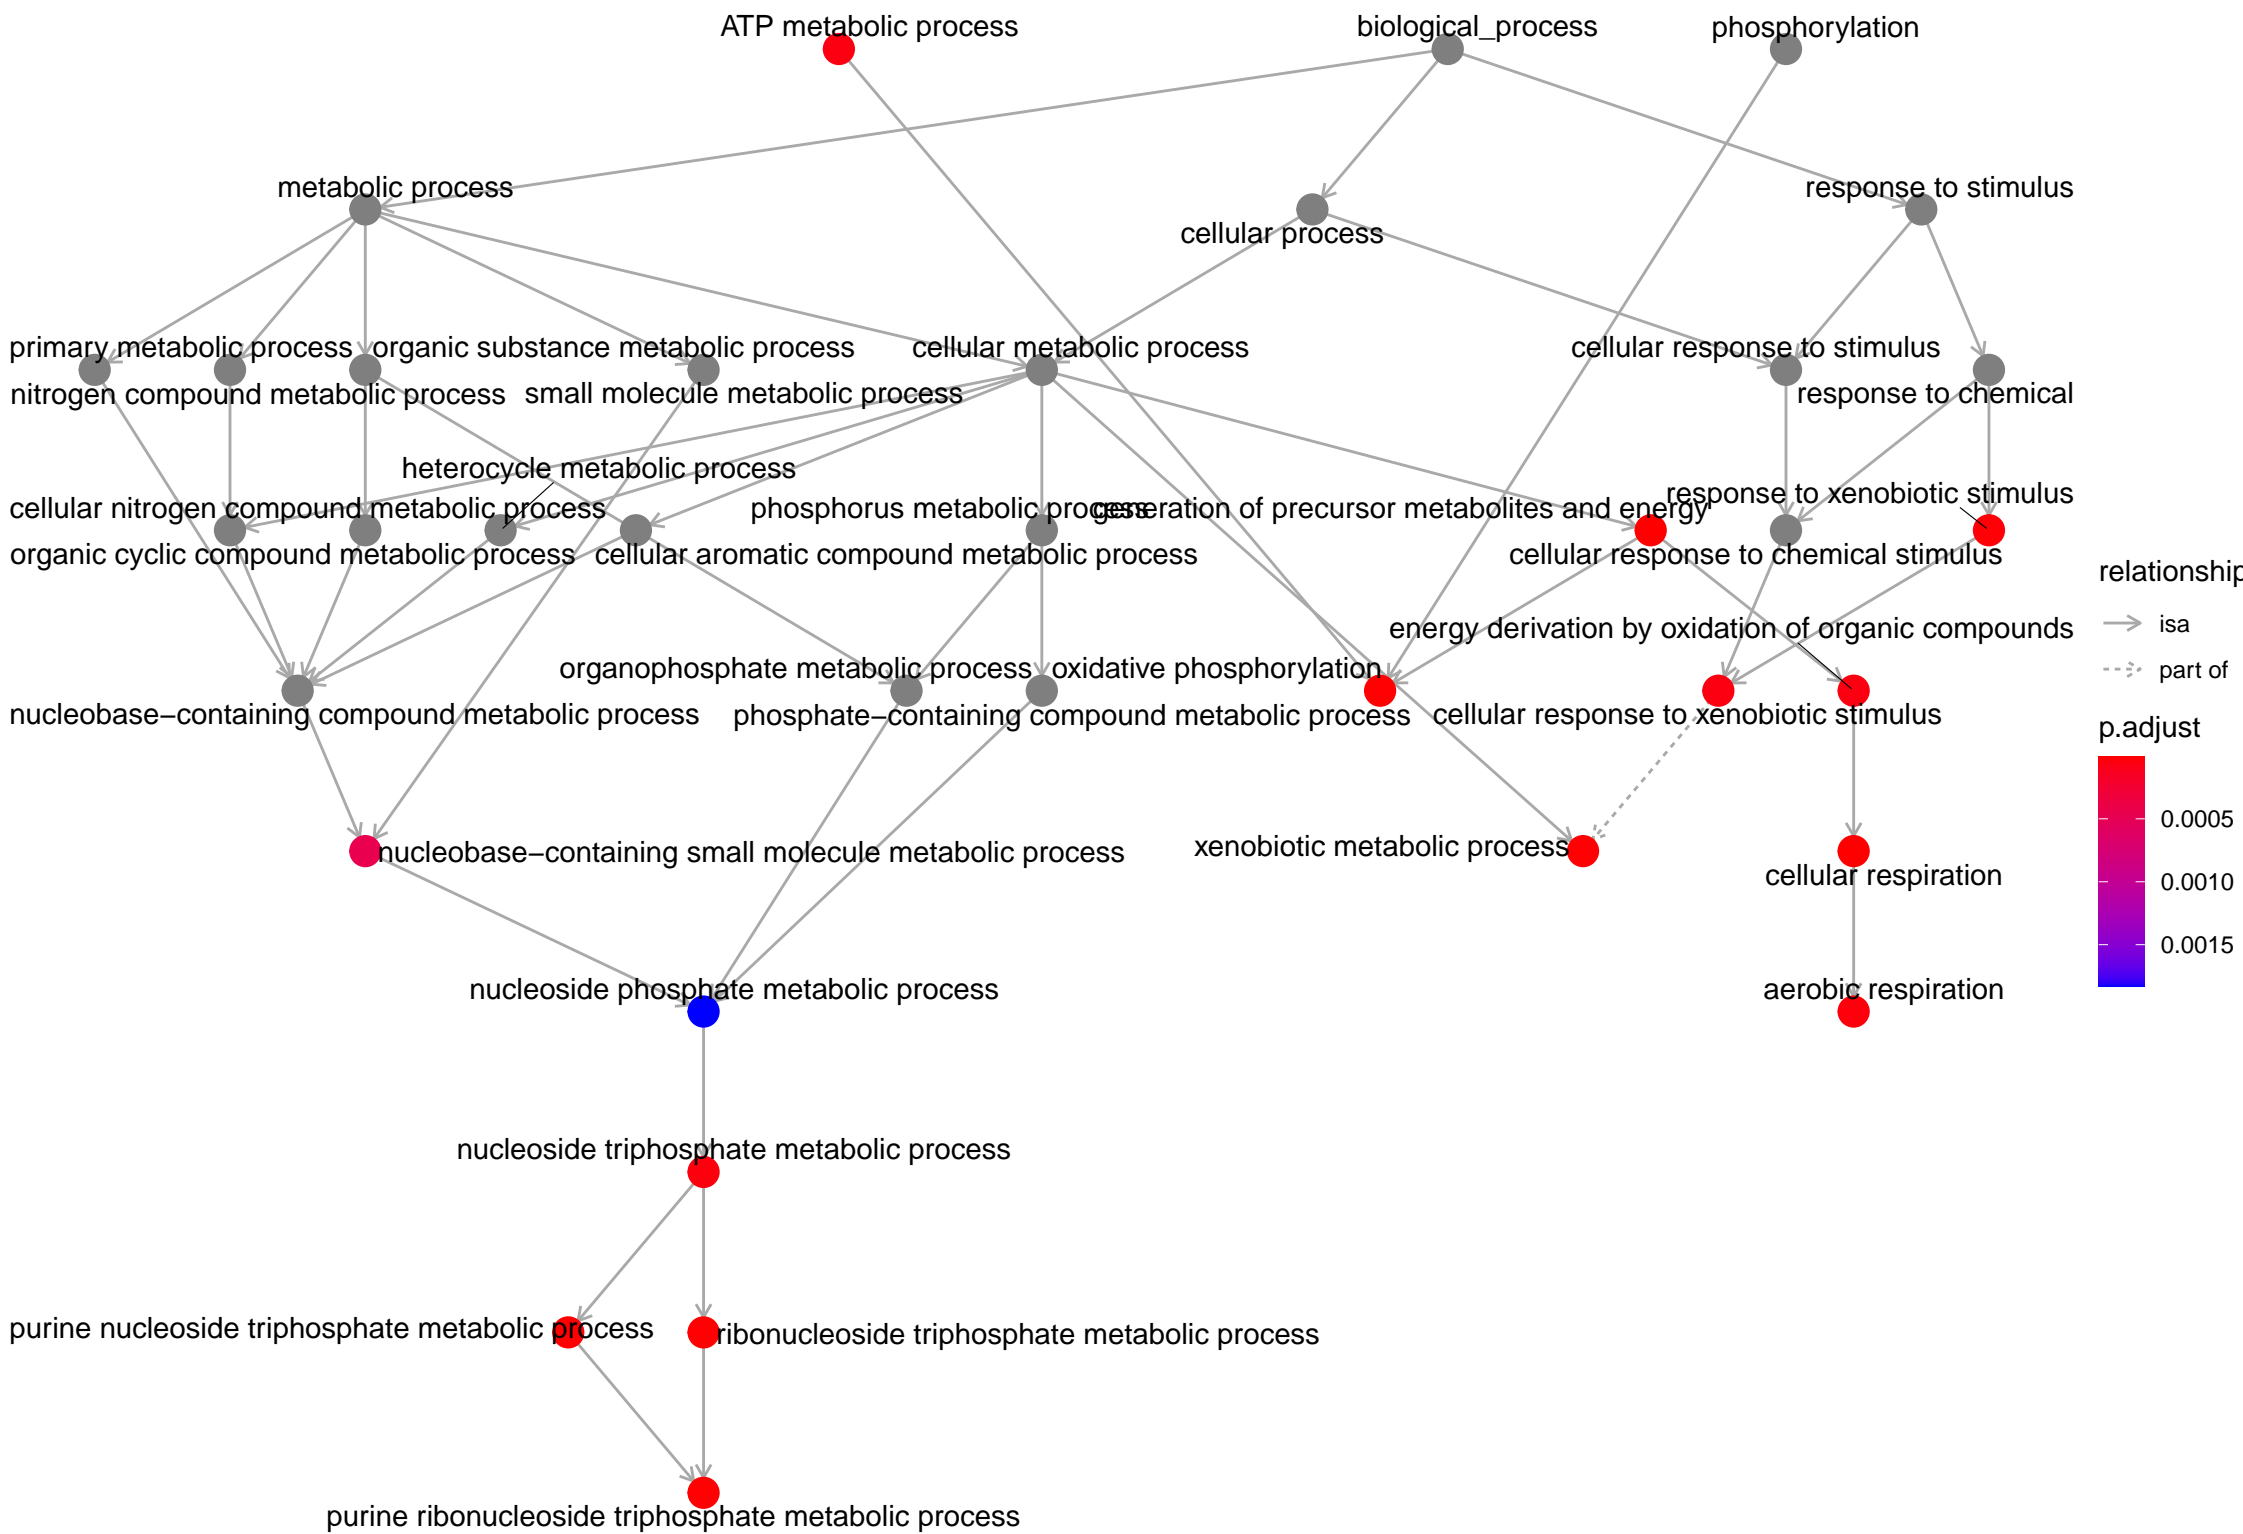 ATP metabolic process
biological_process
phosphorylation
metabolic process
response to stimulus
cellular process
primary metabolic process
organic substance metabolic process
cellular metabolic process
cellular response to stimulus
nitrogen compound metabolic process
small molecule metabolic process
response to chemical
heterocycle metabolic process
response to xenobiotic stimulus
cellular nitrogen compound metabolic process
phosphorus metabolic process
generation of precursor metabolites and energy
organic cyclic compound metabolic process
cellular aromatic compound metabolic process
cellular response to chemical stimulus
relationship
isa
part of
energy derivation by oxidation of organic compounds
organophosphate metabolic process
oxidative phosphorylation
nucleobase−containing compound metabolic process
phosphate−containing compound metabolic process
cellular response to xenobiotic stimulus
p.adjust
0.0005
0.0010
0.0015
nucleobase−containing small molecule metabolic process
xenobiotic metabolic process
cellular respiration
nucleoside phosphate metabolic process
aerobic respiration
nucleoside triphosphate metabolic process
purine nucleoside triphosphate metabolic process
ribonucleoside triphosphate metabolic process
purine ribonucleoside triphosphate metabolic process